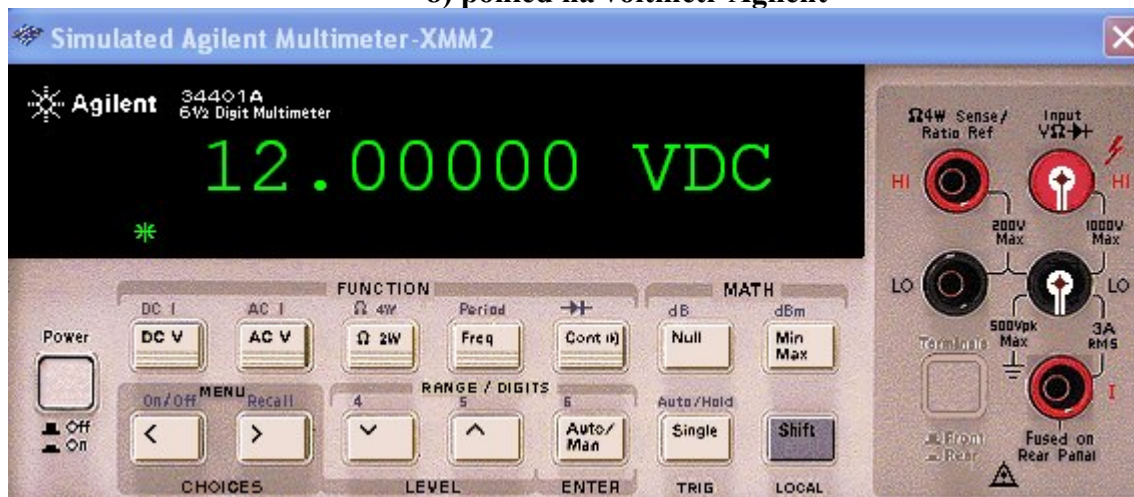 b) pohled na voltmetr Agilent
Simulated Agilent Multimeter-XMM2
Agilent 34401A
6½ Digit Multimeter
12.00000 VDC
Ω4W Sense/
Ratio Ref
Input
VΩ
HI
HI
200V
Max
1000V
Max
LO
LO
500Vpk
Max
3A
RMS
Terminals
I
Front
Rear
Fused on
Rear Panal
FUNCTION
MATH
DC I
AC I
Ω 4W
Period
dB
dBm
Power
DC V
AC V
Ω 2W
Freq
Cont
Null
Min
Max
MENU
RANGE / DIGITS
On/Off
Recall
4
5
6
Auto/Hold
Off
On
<
>
Auto/
Man
Single
Shift
CHOICES
LEVEL
ENTER
TRIG
LOCAL